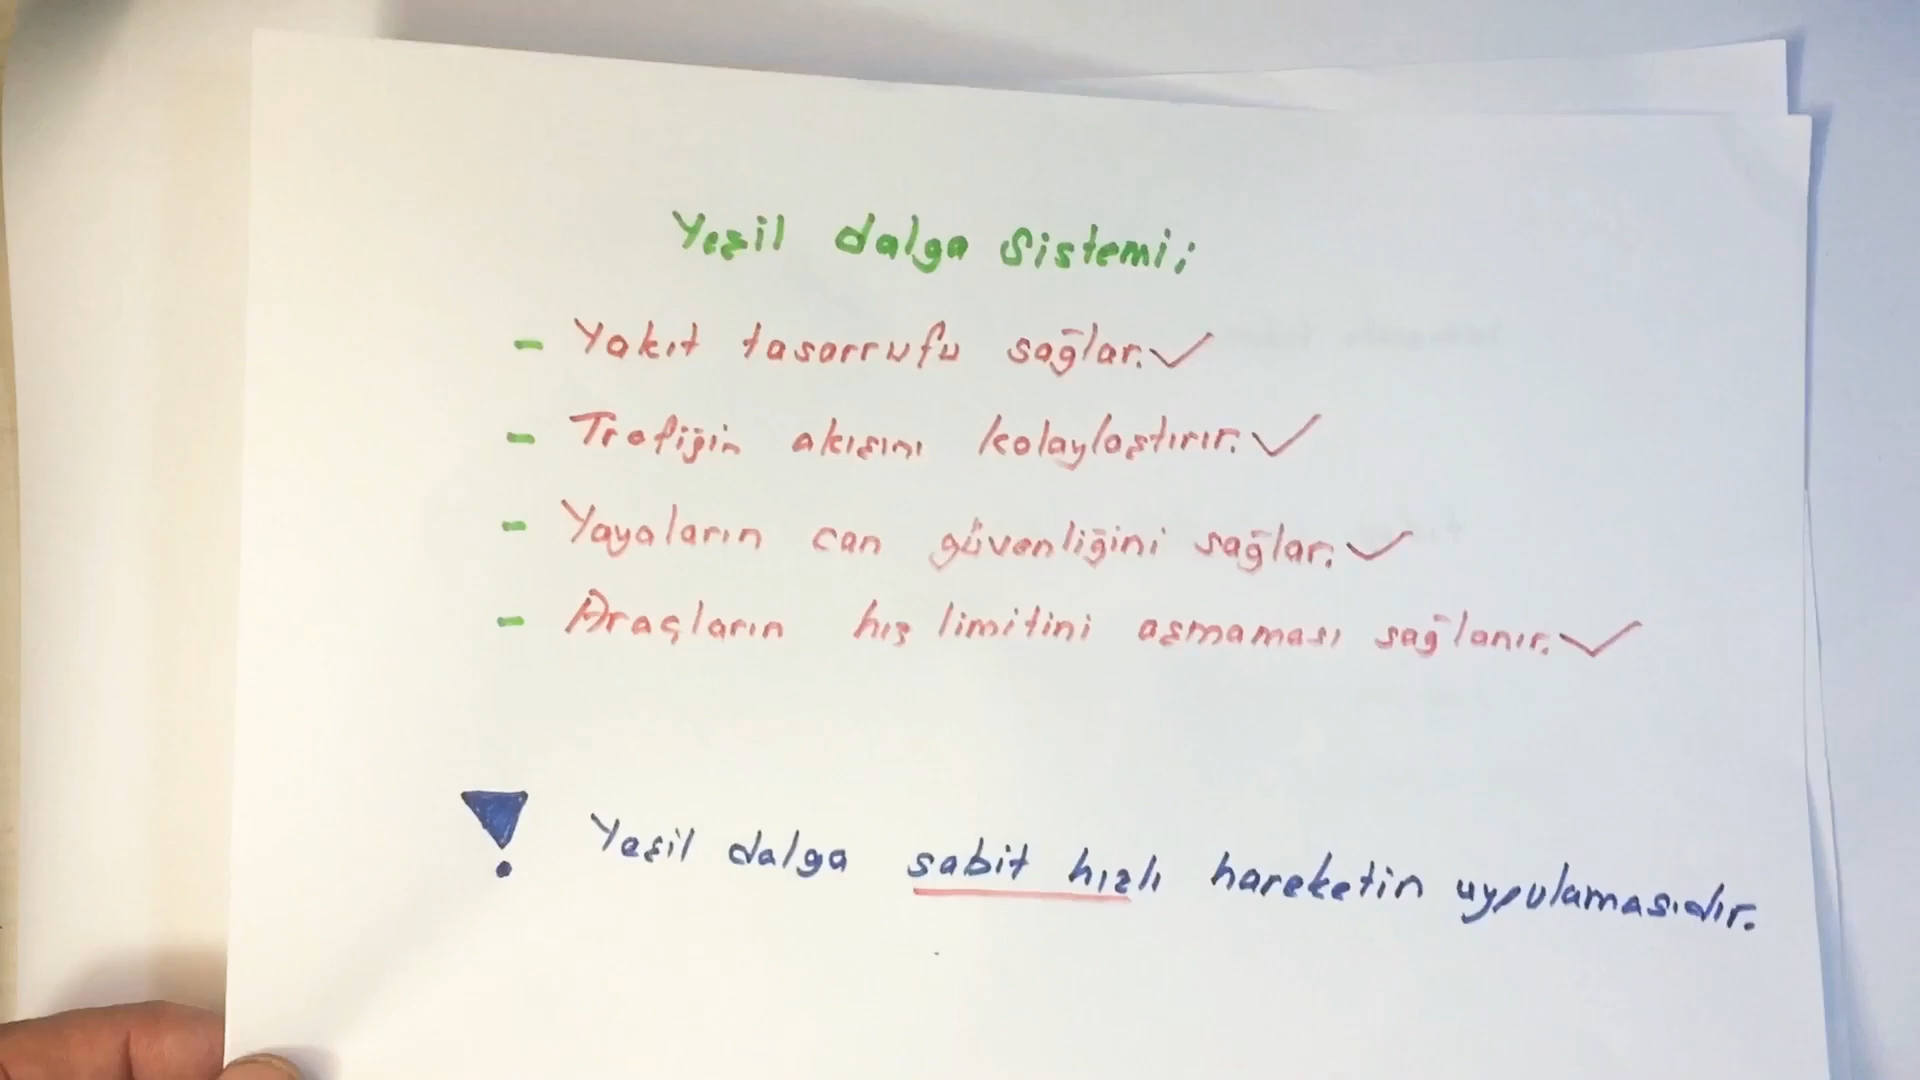 Yeşil dalga sistemi;
- Yakıt tasarrufu sağlar. ✓
- Trafiğin akışını kolaylaştırır. ✓
- Yayaların can güvenliğini sağlar. ✓
- Araçların hız limitini aşmaması sağlanır. ✓
! Yeşil dalga sabit hızlı hareketin uygulamasıdır.